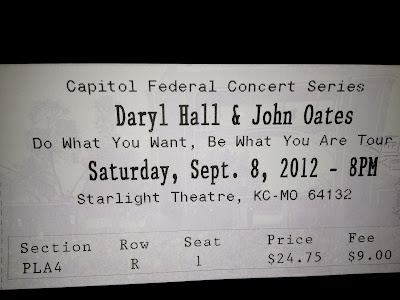 Capitol Federal Concert Series
Daryl Hall & John Oates
Do What You Want, Be What You Are Tour
Saturday, Sept. 8, 2012 - 8PM
Starlight Theatre, KC-MO 64132
Section Row Seat Price Fee
PLA4 R 1 $24.75 $9.00